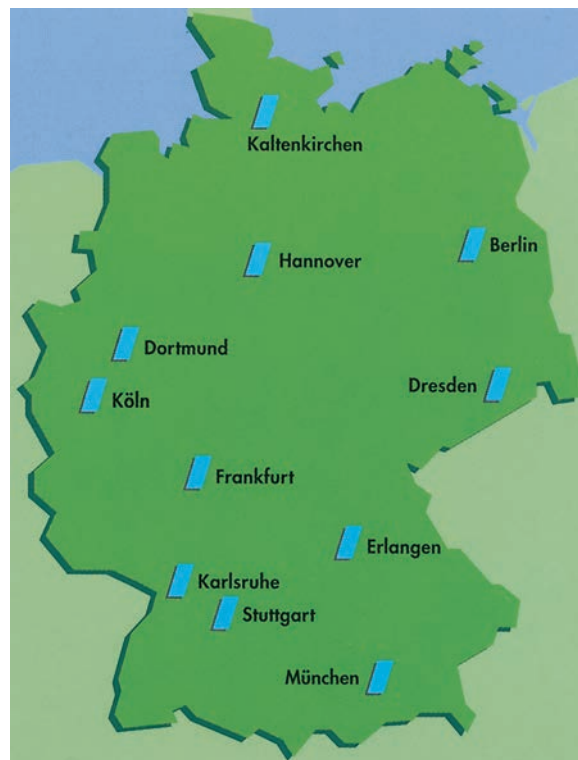 Kaltenkirchen
Berlin
Hannover
Dortmund
Dresden
Köln
Frankfurt
Erlangen
Karlsruhe
Stuttgart
München